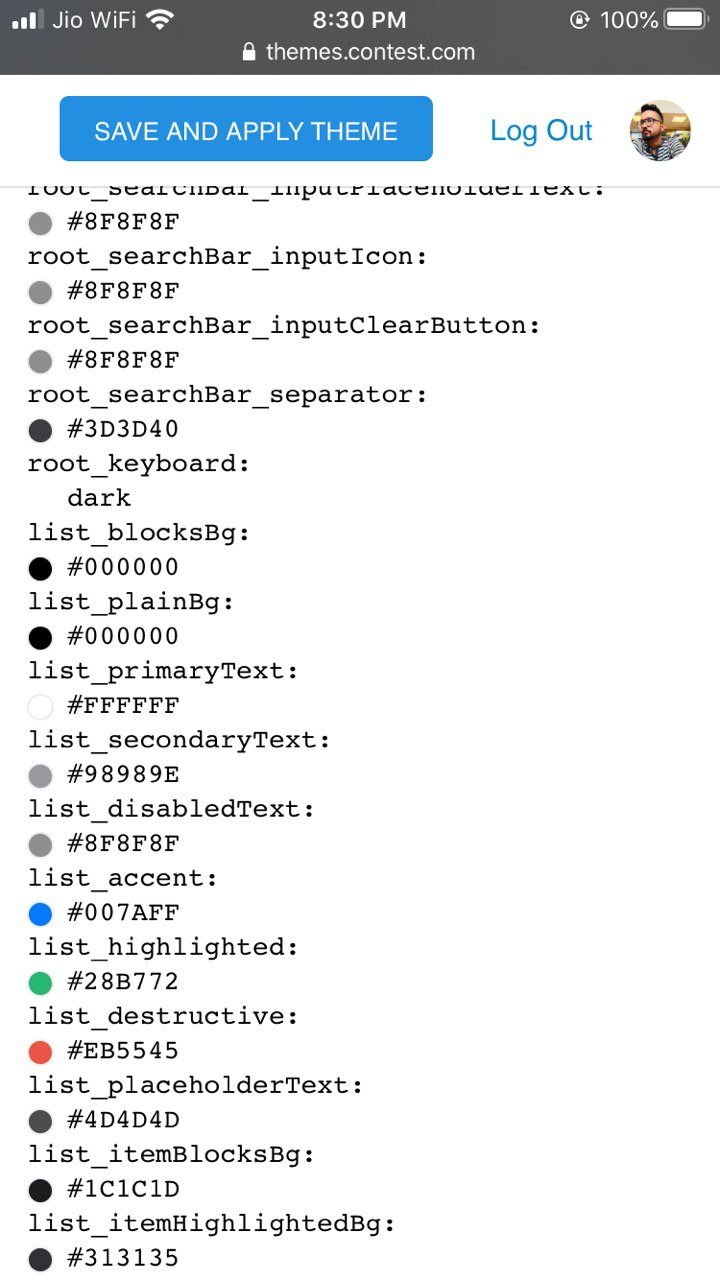 Jio WiFi 8:30 PM 100%
themes.contest.com
SAVE AND APPLY THEME Log Out
root_searchBar_inputPlaceholderText:
#8F8F8F
root_searchBar_inputIcon:
#8F8F8F
root_searchBar_inputClearButton:
#8F8F8F
root_searchBar_separator:
#3D3D40
root_keyboard:
dark
list_blocksBg:
#000000
list_plainBg:
#000000
list_primaryText:
#FFFFFF
list_secondaryText:
#98989E
list_disabledText:
#8F8F8F
list_accent:
#007AFF
list_highlighted:
#28B772
list_destructive:
#EB5545
list_placeholderText:
#4D4D4D
list_itemBlocksBg:
#1C1C1D
list_itemHighlightedBg:
#313135